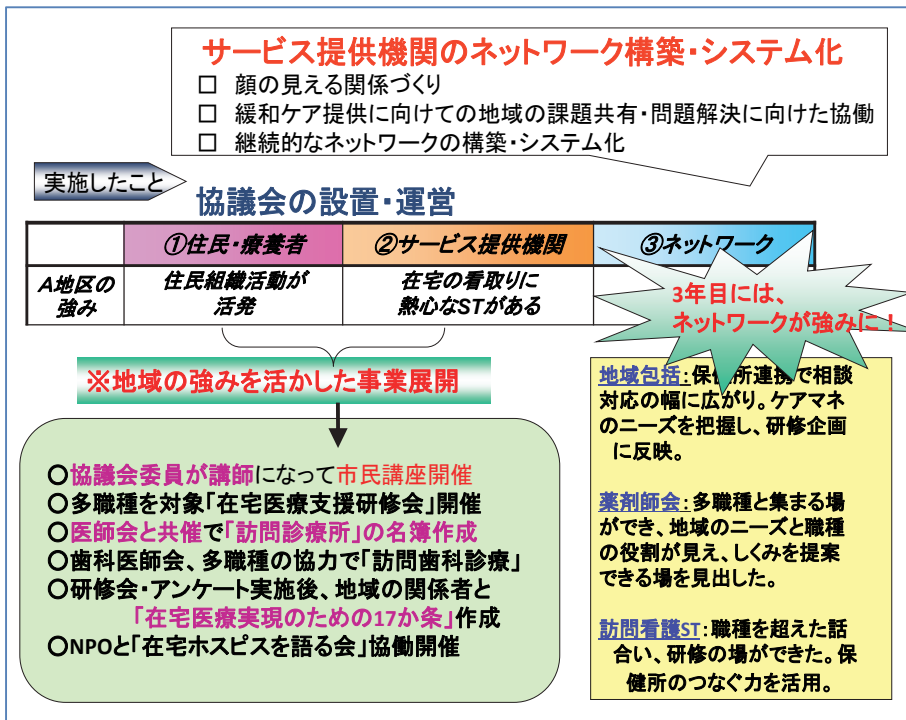 サービス提供機関のネットワーク構築・システム化
□ 顔の見える関係づくり
□ 緩和ケア提供に向けての地域の課題共有・問題解決に向けた協働
□ 継続的なネットワークの構築・システム化
実施したこと
協議会の設置・運営
①住民・療養者 ②サービス提供機関 ③ネットワーク
A地区の
強み
住民組織活動が
活発
在宅の看取りに
熱心なSTがある
3年目には、
ネットワークが強みに！
※地域の強みを活かした事業展開
○協議会委員が講師になって市民講座開催
○多職種を対象「在宅医療支援研修会」開催
○医師会と共催で「訪問診療所」の名簿作成
○歯科医師会、多職種の協力で「訪問歯科診療」
○研修会・アンケート実施後、地域の関係者と
「在宅医療実現のための17か条」作成
○NPOと「在宅ホスピスを語る会」協働開催
地域包括：保健所連携で相談
対応の幅に広がり。ケアマネ
のニーズを把握し、研修企画
に反映。
薬剤師会：多職種と集まる場
ができ、地域のニーズと職種
の役割が見え、しくみを提案
できる場を見出した。
訪問看護ST：職種を超えた話
合い、研修の場ができた。保
健所のつなぐ力を活用。